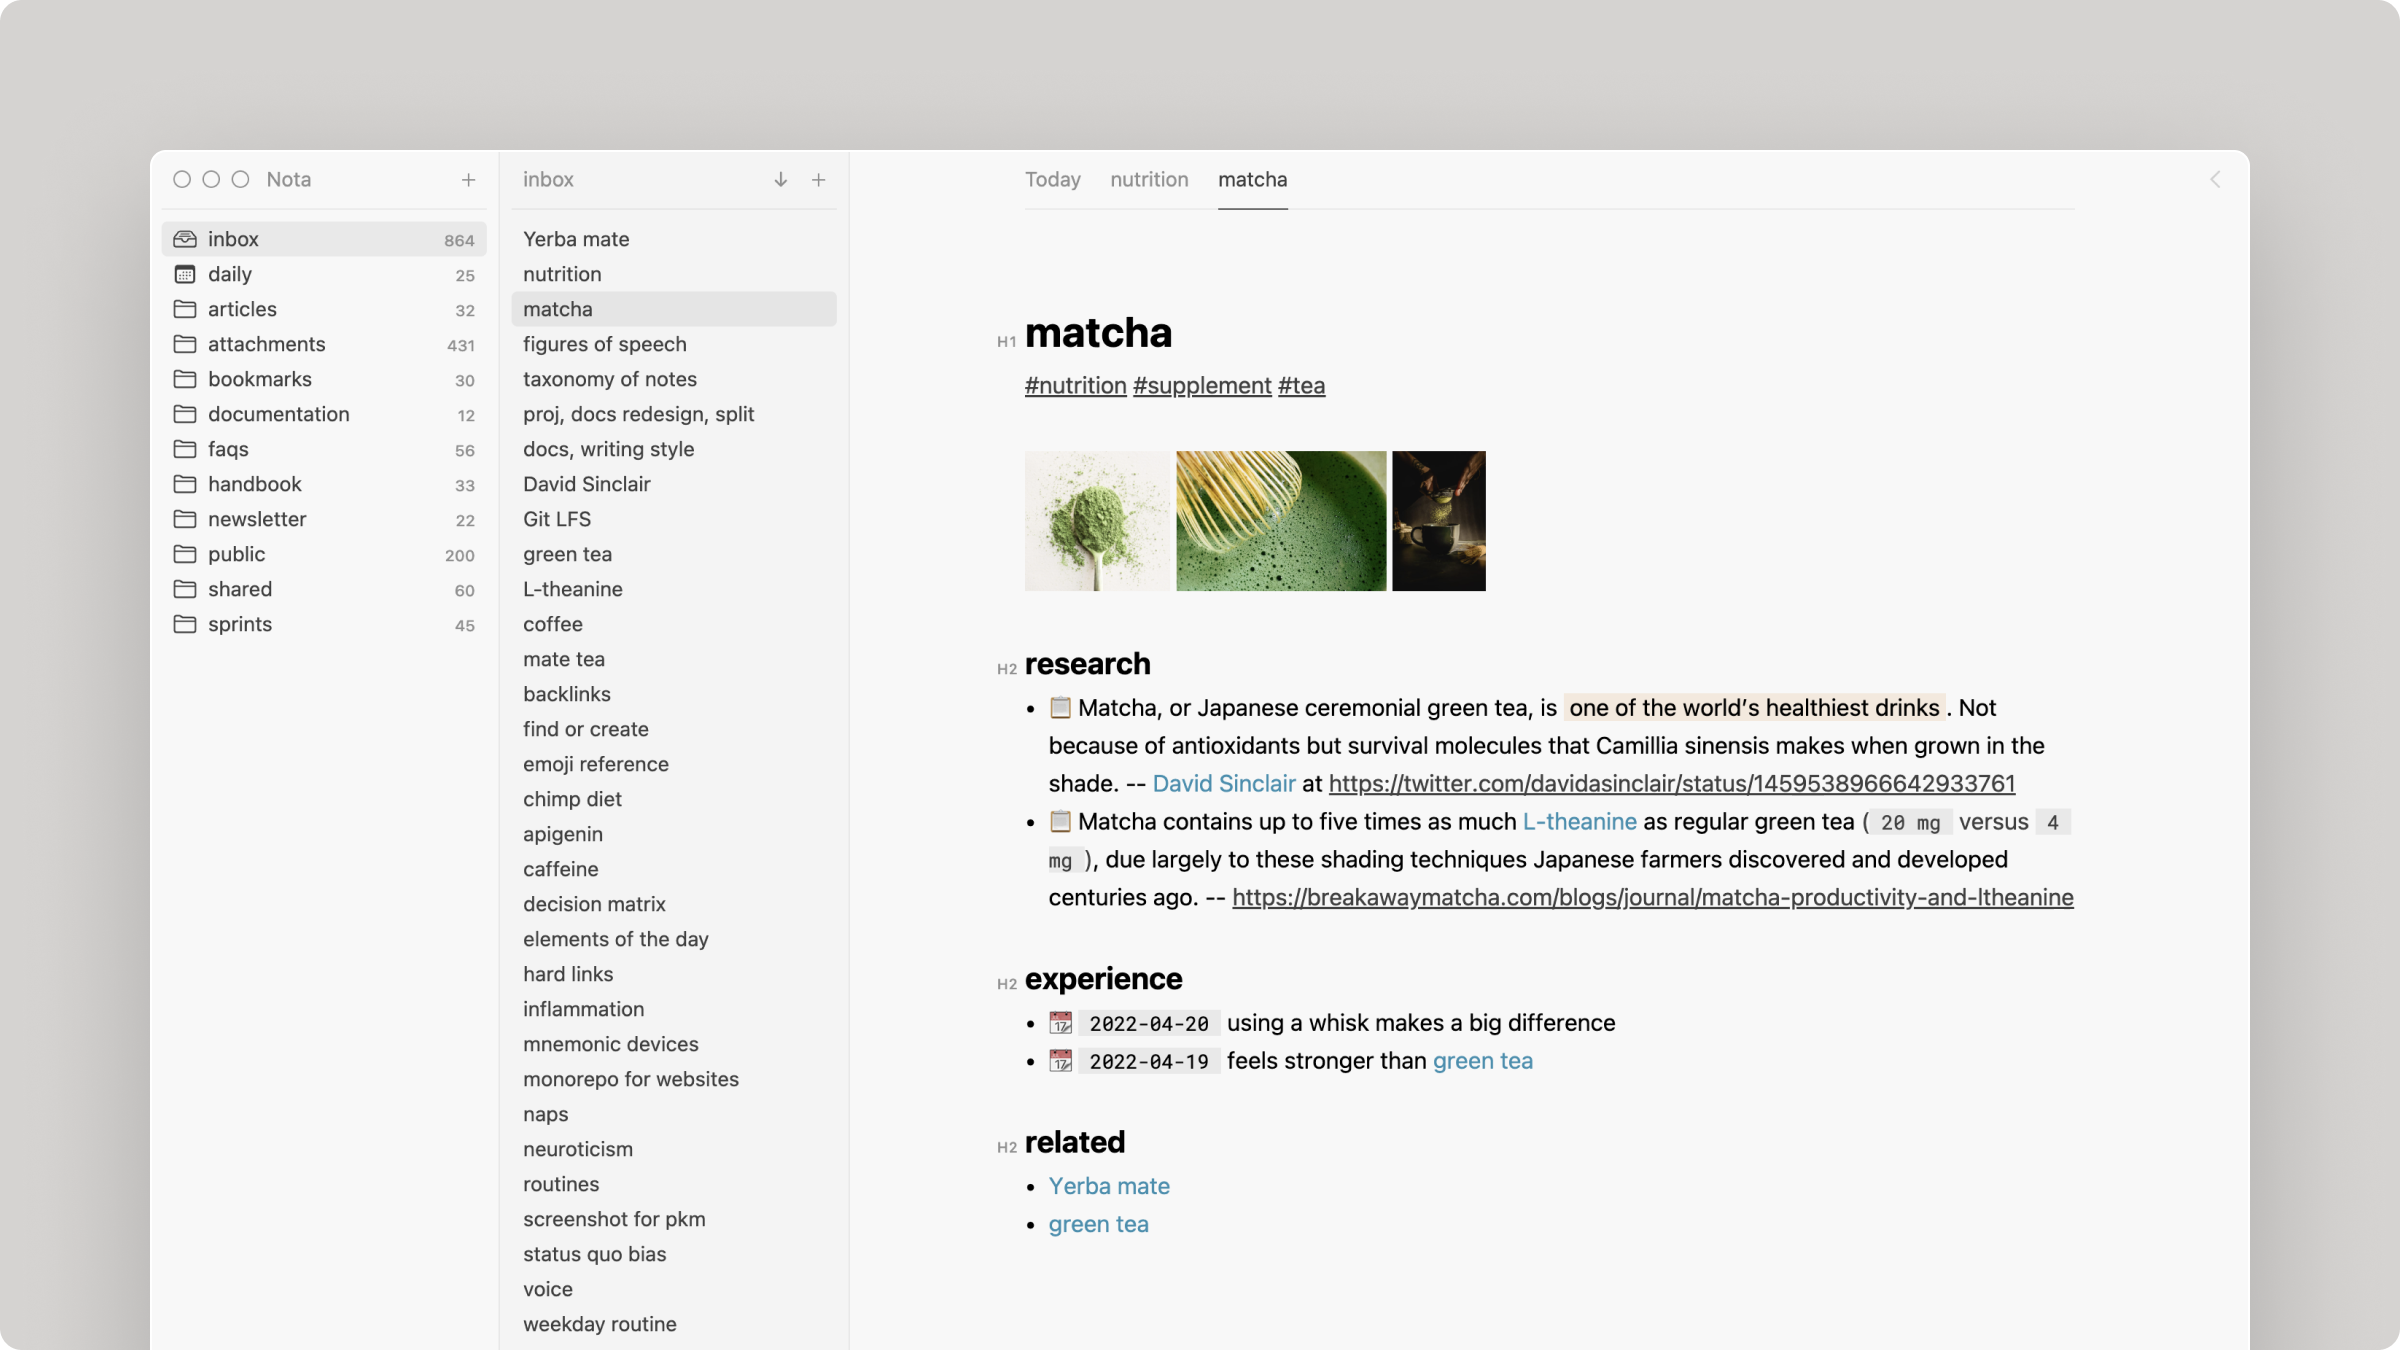 Nota +
inbox 864
daily 25
articles 32
attachments 431
bookmarks 30
documentation 12
faqs 56
handbook 33
newsletter 22
public 200
shared 60
sprints 45
inbox ↓ +
Yerba mate
nutrition
matcha
figures of speech
taxonomy of notes
proj, docs redesign, split
docs, writing style
David Sinclair
Git LFS
green tea
L-theanine
coffee
mate tea
backlinks
find or create
emoji reference
chimp diet
apigenin
caffeine
decision matrix
elements of the day
hard links
inflammation
mnemonic devices
monorepo for websites
naps
neuroticism
routines
screenshot for pkm
status quo bias
voice
weekday routine
Today nutrition matcha
H1 matcha
#nutrition #supplement #tea
H2 research
• 📋 Matcha, or Japanese ceremonial green tea, is one of the world’s healthiest drinks . Not
because of antioxidants but survival molecules that Camillia sinensis makes when grown in the
shade. -- David Sinclair at https://twitter.com/davidasinclair/status/1459538966642933761
• 📋 Matcha contains up to five times as much L-theanine as regular green tea ( 20 mg versus 4
mg ), due largely to these shading techniques Japanese farmers discovered and developed
centuries ago. -- https://breakawaymatcha.com/blogs/journal/matcha-productivity-and-ltheanine
H2 experience
• 📆 2022-04-20 using a whisk makes a big difference
• 📆 2022-04-19 feels stronger than green tea
H2 related
• Yerba mate
• green tea